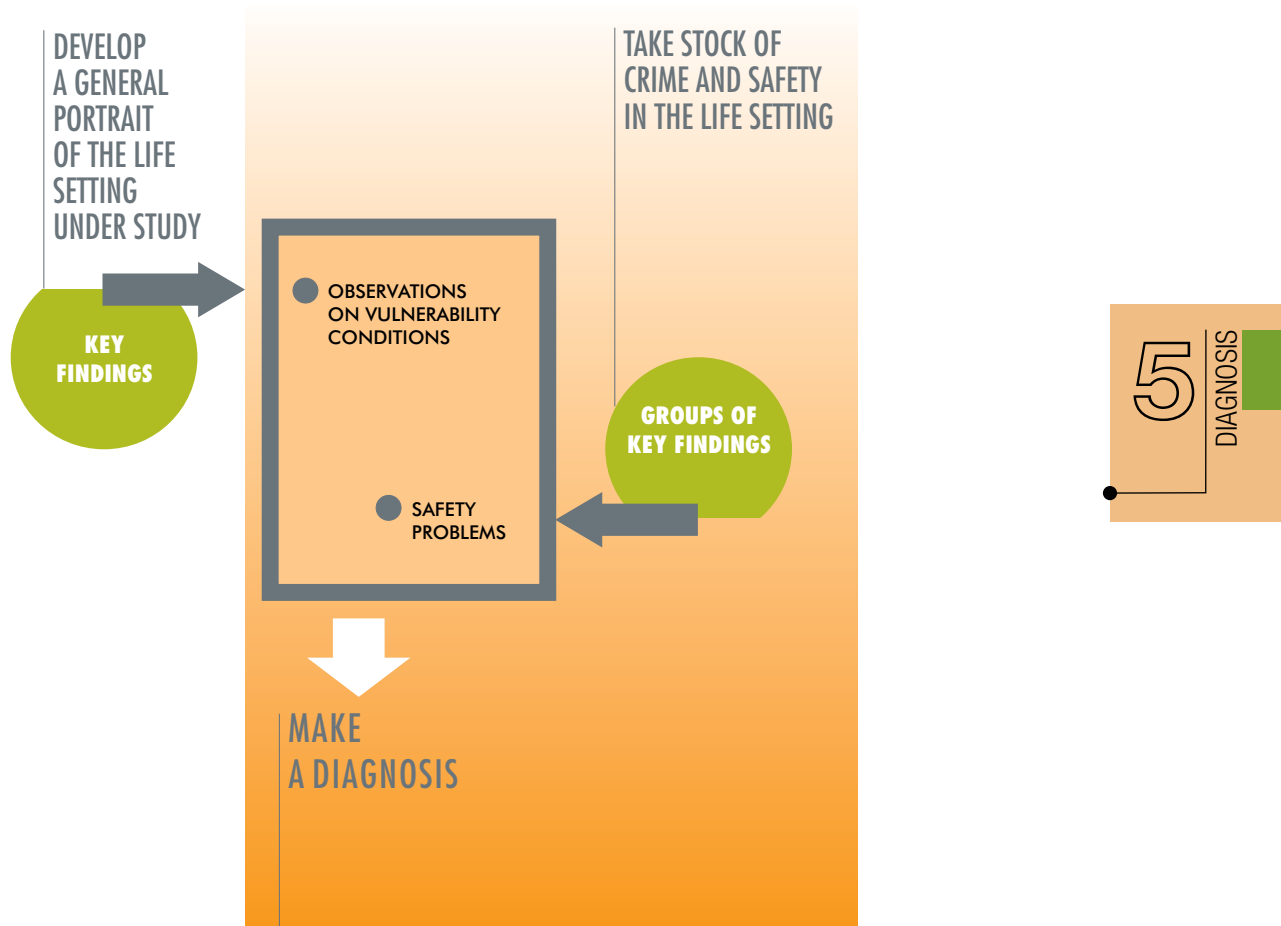 DEVELOP
A GENERAL
PORTRAIT
OF THE LIFE
SETTING
UNDER STUDY
KEY
FINDINGS
OBSERVATIONS
ON VULNERABILITY
CONDITIONS
SAFETY
PROBLEMS
TAKE STOCK OF
CRIME AND SAFETY
IN THE LIFE SETTING
GROUPS OF
KEY FINDINGS
MAKE
A DIAGNOSIS
5
DIAGNOSIS